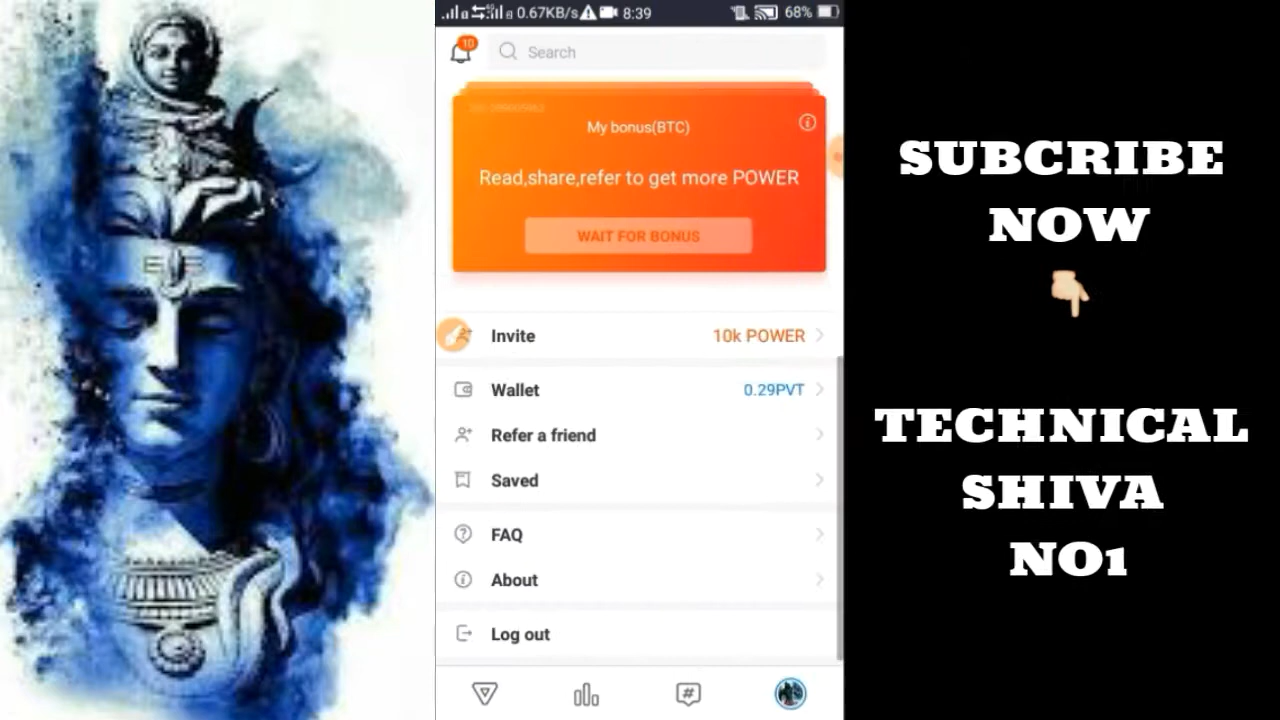 0.67KB/s 8:39 68%
10
Search
My bonus(BTC)
Read,share,refer to get more POWER
WAIT FOR BONUS
Invite 10k POWER
Wallet 0.29PVT
Refer a friend
Saved
FAQ
About
Log out
SUBCRIBE
NOW
TECHNICAL
SHIVA
NO1